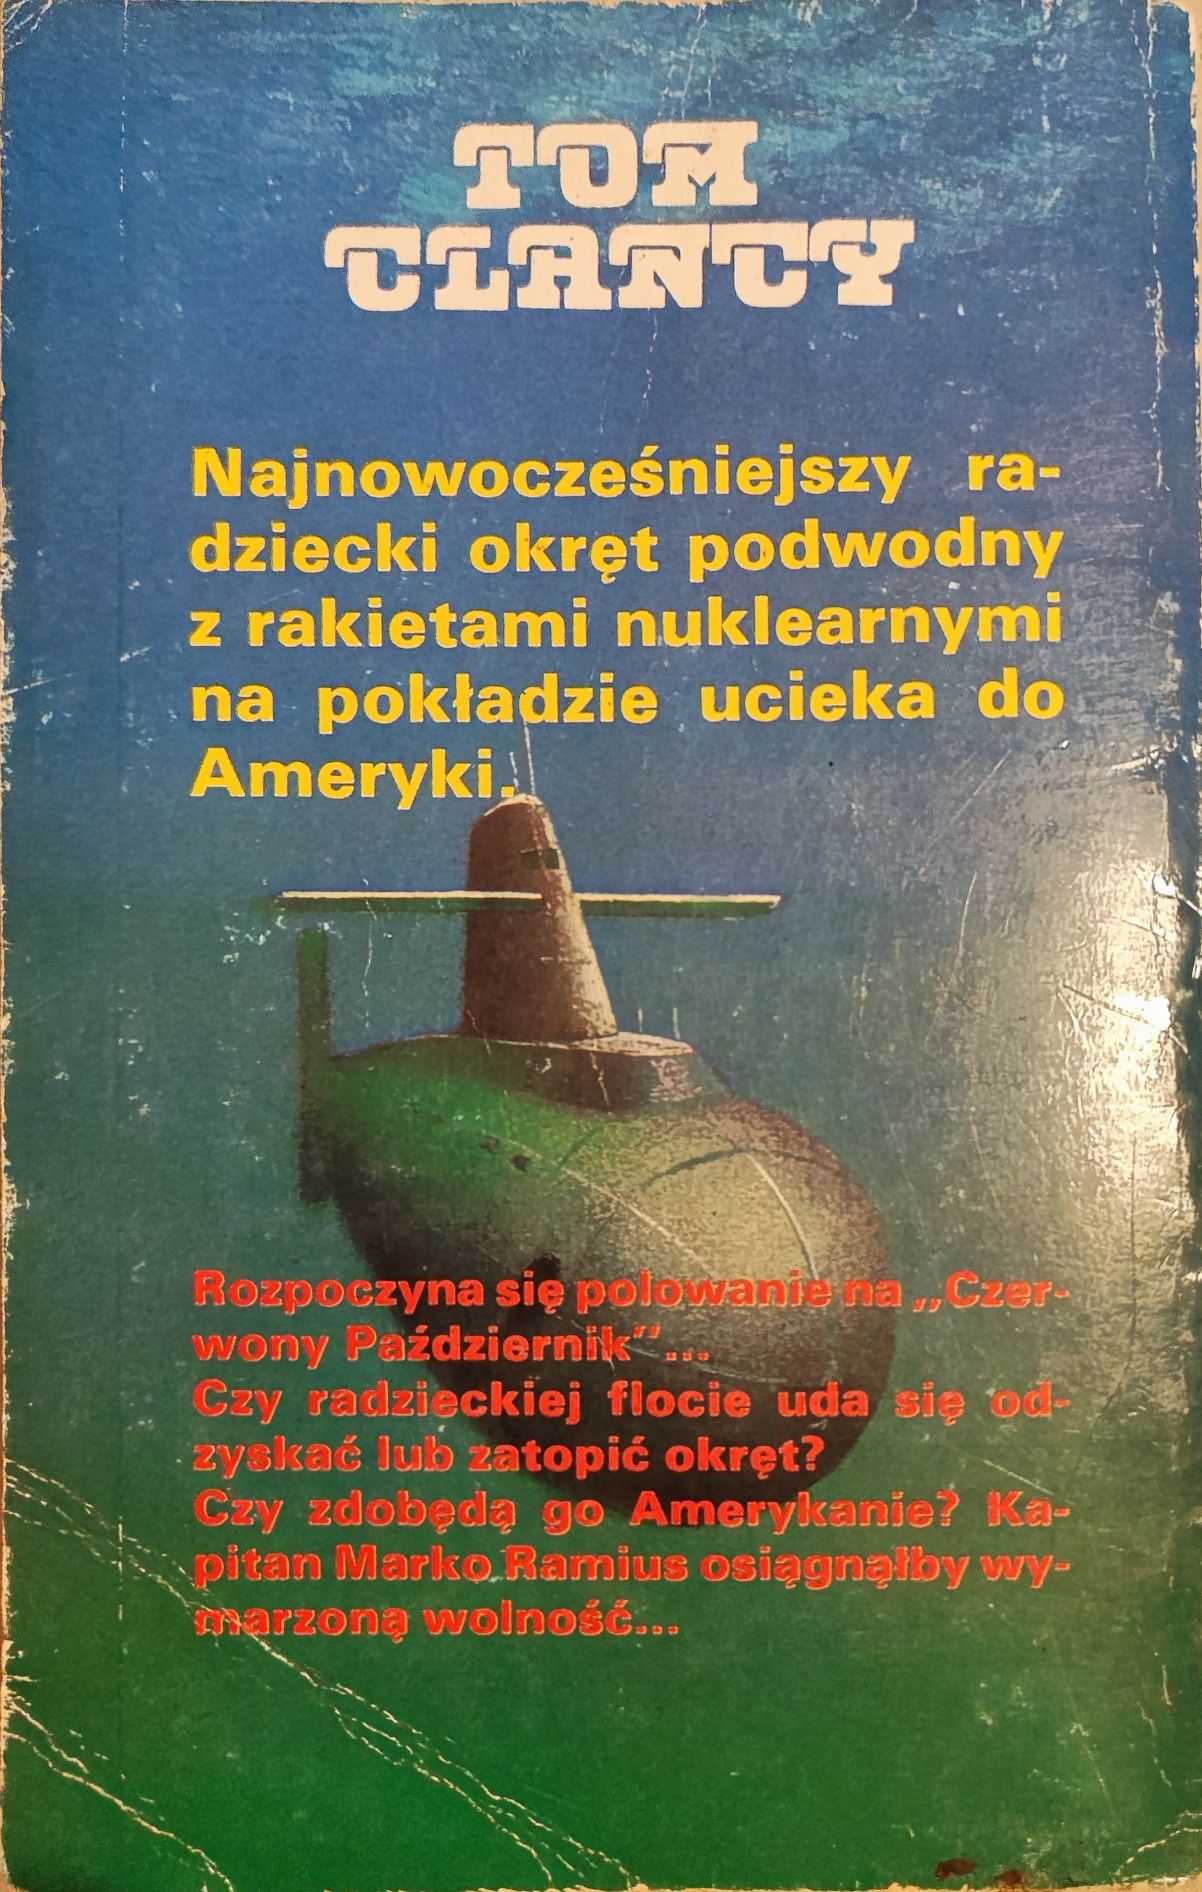 TOM
CLANCY
Najnowocześniejszy ra-
dziecki okręt podwodny
z rakietami nuklearnymi
na pokładzie ucieka do
Ameryki.
Rozpoczyna się polowanie na „Czer-
wony Październik”...
Czy radzieckiej flocie uda się od-
zyskać lub zatopić okręt?
Czy zdobędą go Amerykanie? Ka-
pitan Marko Ramius osiągnąłby wy-
marzoną wolność...